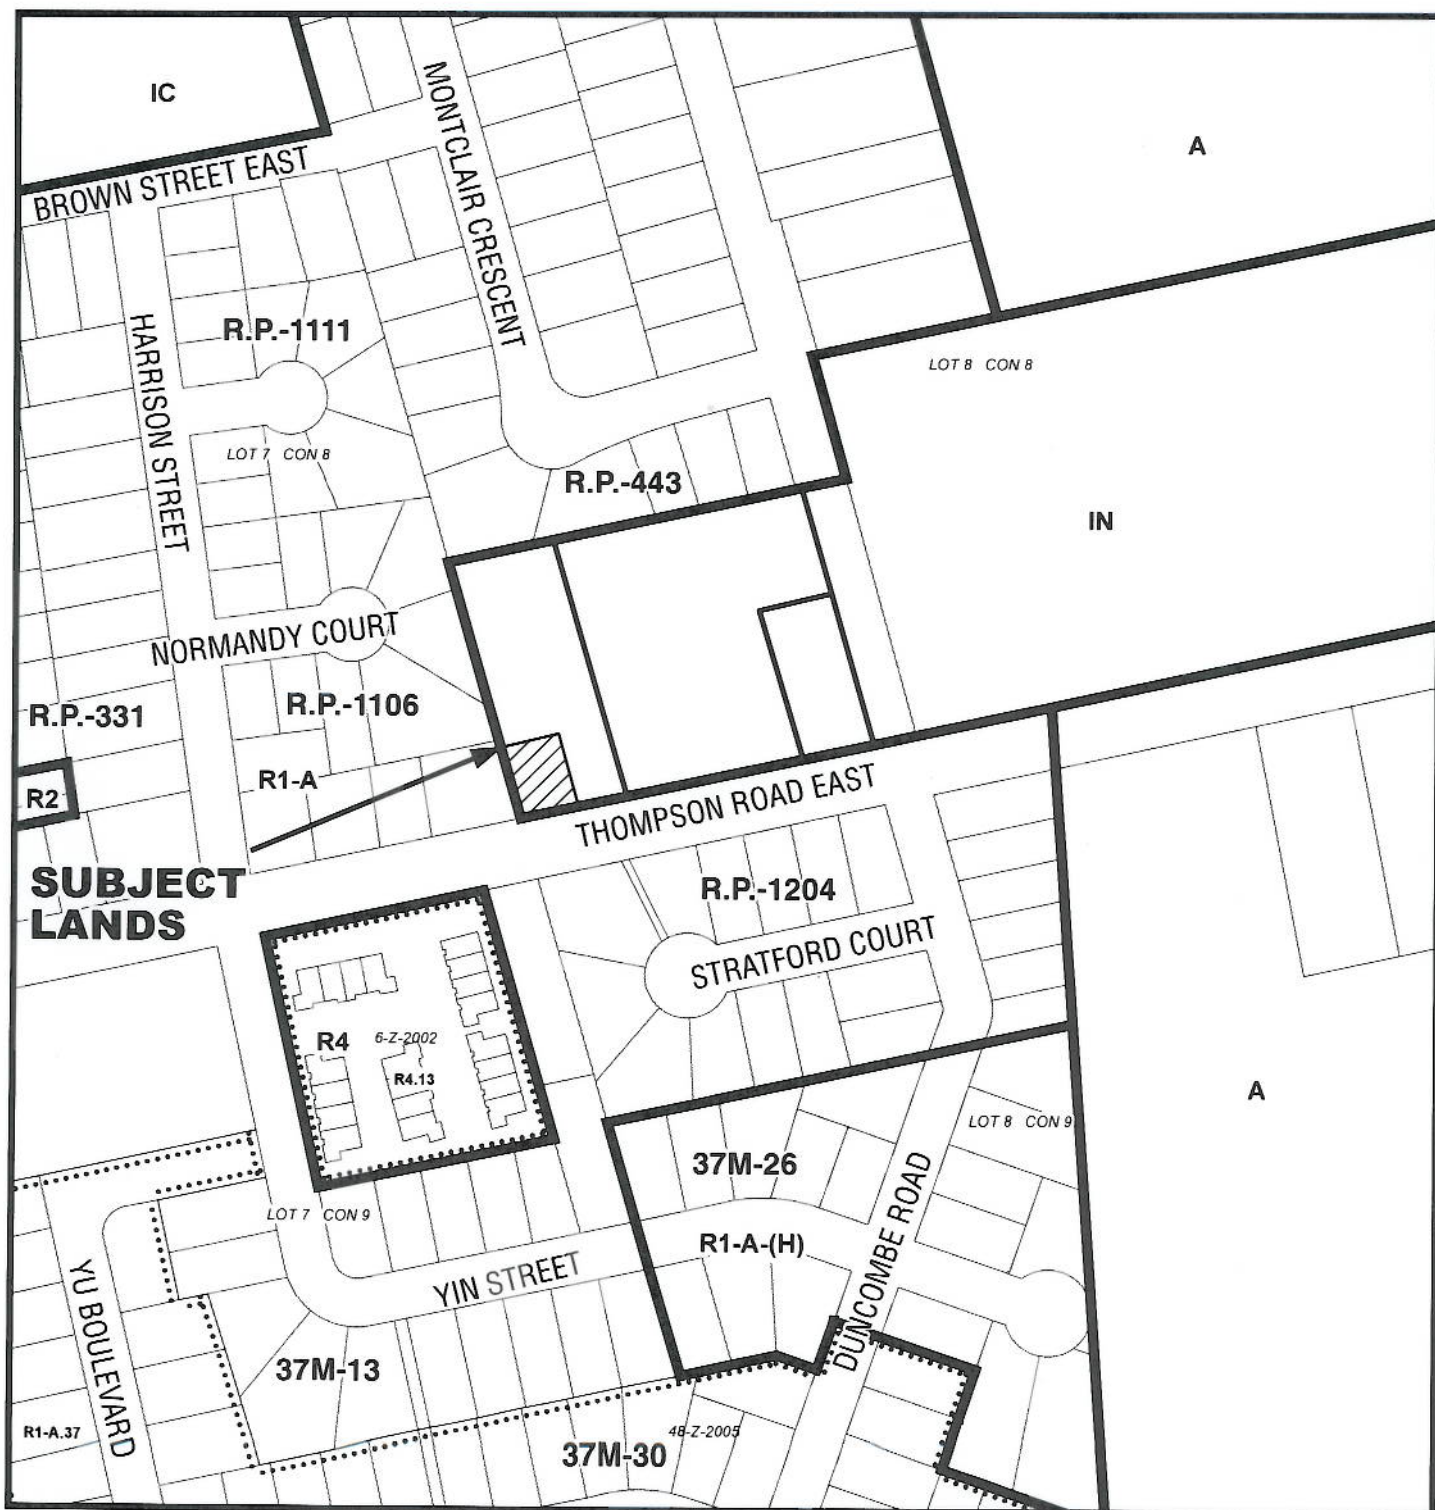 IC
MONTCLAIR CRESCENT
A
BROWN STREET EAST
HARRISON STREET
R.P.-1111
LOT 8 CON 8
LOT 7 CON 8
R.P.-443
IN
NORMANDY COURT
R.P.-331
R.P.-1106
R1-A
R2
THOMPSON ROAD EAST
SUBJECT
LANDS
R.P.-1204
STRATFORD COURT
R4
6-Z-2002
R4.13
A
LOT 8 CON 9
37M-26
LOT 7 CON 9
R1-A-(H)
YIN STREET
DUNCOMBE ROAD
YU BOULEVARD
37M-13
R1-A.37
48-Z-2005
37M-30